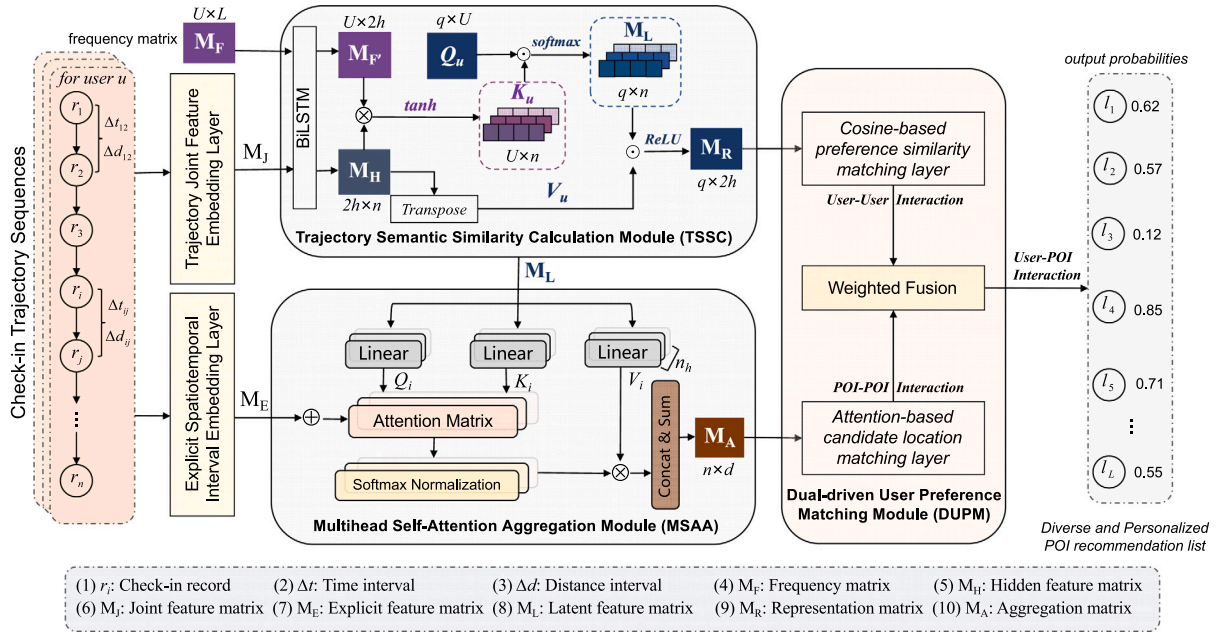 U×L
frequency matrix
M_F
Check-in Trajectory Sequences
for user u
r_1
Δt_12
Δd_12
r_2
r_3
r_i
Δt_ij
Δd_ij
r_j
...
r_n
Trajectory Joint Feature
Embedding Layer
M_J
Explicit Spatiotemporal
Interval Embedding Layer
M_E
BiLSTM
U×2h
M_F'
⊗
tanh
M_H
2h×n
Transpose
q×U
Q_u
⊙
softmax
K_u
U×n
M_L
q×n
V_u
⊙
ReLU
M_R
q×2h
Trajectory Semantic Similarity Calculation Module (TSSC)
M_L
Linear
Linear
Linear
n_h
Q_i
K_i
V_i
⊕
Attention Matrix
Softmax Normalization
⊗
Concat & Sum
M_A
n×d
Multihead Self-Attention Aggregation Module (MSAA)
Cosine-based
preference similarity
matching layer
User-User Interaction
Weighted Fusion
POI-POI Interaction
Attention-based
candidate location
matching layer
Dual-driven User Preference
Matching Module (DUPM)
User-POI
Interaction
output probabilities
l_1 0.62
l_2 0.57
l_3 0.12
l_4 0.85
l_5 0.71
...
l_L 0.55
Diverse and Personalized
POI recommendation list
(1) r_i: Check-in record (2) Δt: Time interval (3) Δd: Distance interval (4) M_F: Frequency matrix (5) M_H: Hidden feature matrix
(6) M_J: Joint feature matrix (7) M_E: Explicit feature matrix (8) M_L: Latent feature matrix (9) M_R: Representation matrix (10) M_A: Aggregation matrix